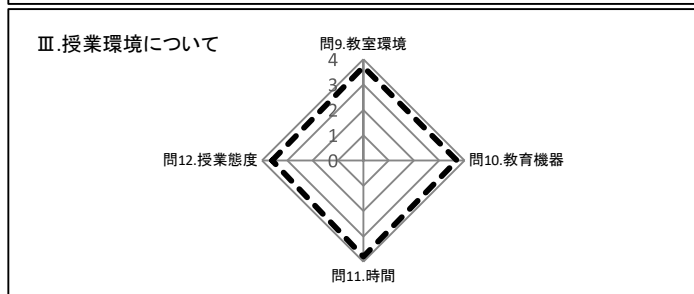 Ⅲ.授業環境について
問9.教室環境
4
3
2
1
0
問12.授業態度
問10.教育機器
問11.時間